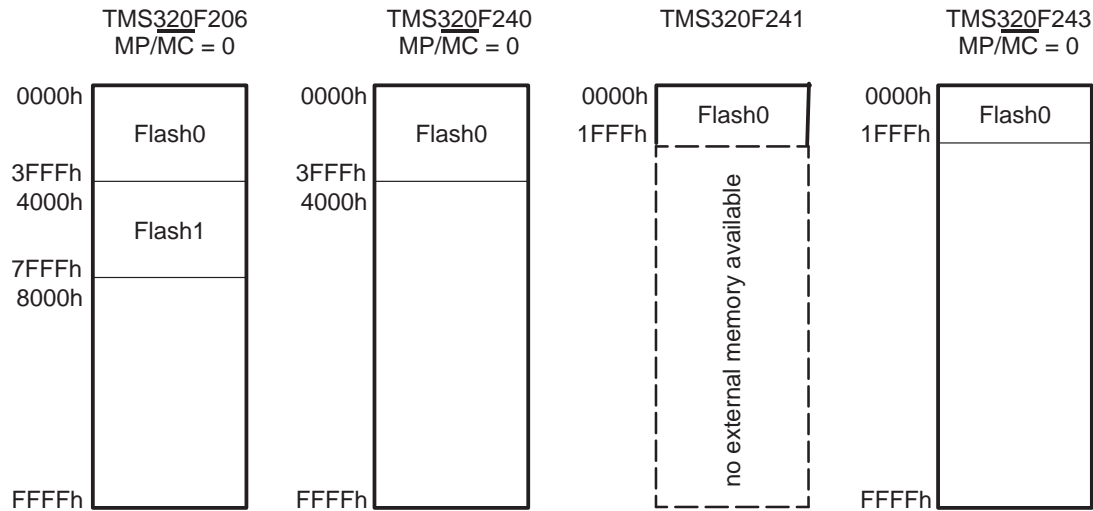 TMS320F206
MP/MC = 0
0000h
Flash0
3FFFh
4000h
Flash1
7FFFh
8000h
FFFFh
TMS320F240
MP/MC = 0
0000h
Flash0
3FFFh
4000h
TMS320F241
0000h
Flash0
1FFFh
no external memory available
TMS320F243
MP/MC = 0
0000h
Flash0
1FFFh
FFFFh